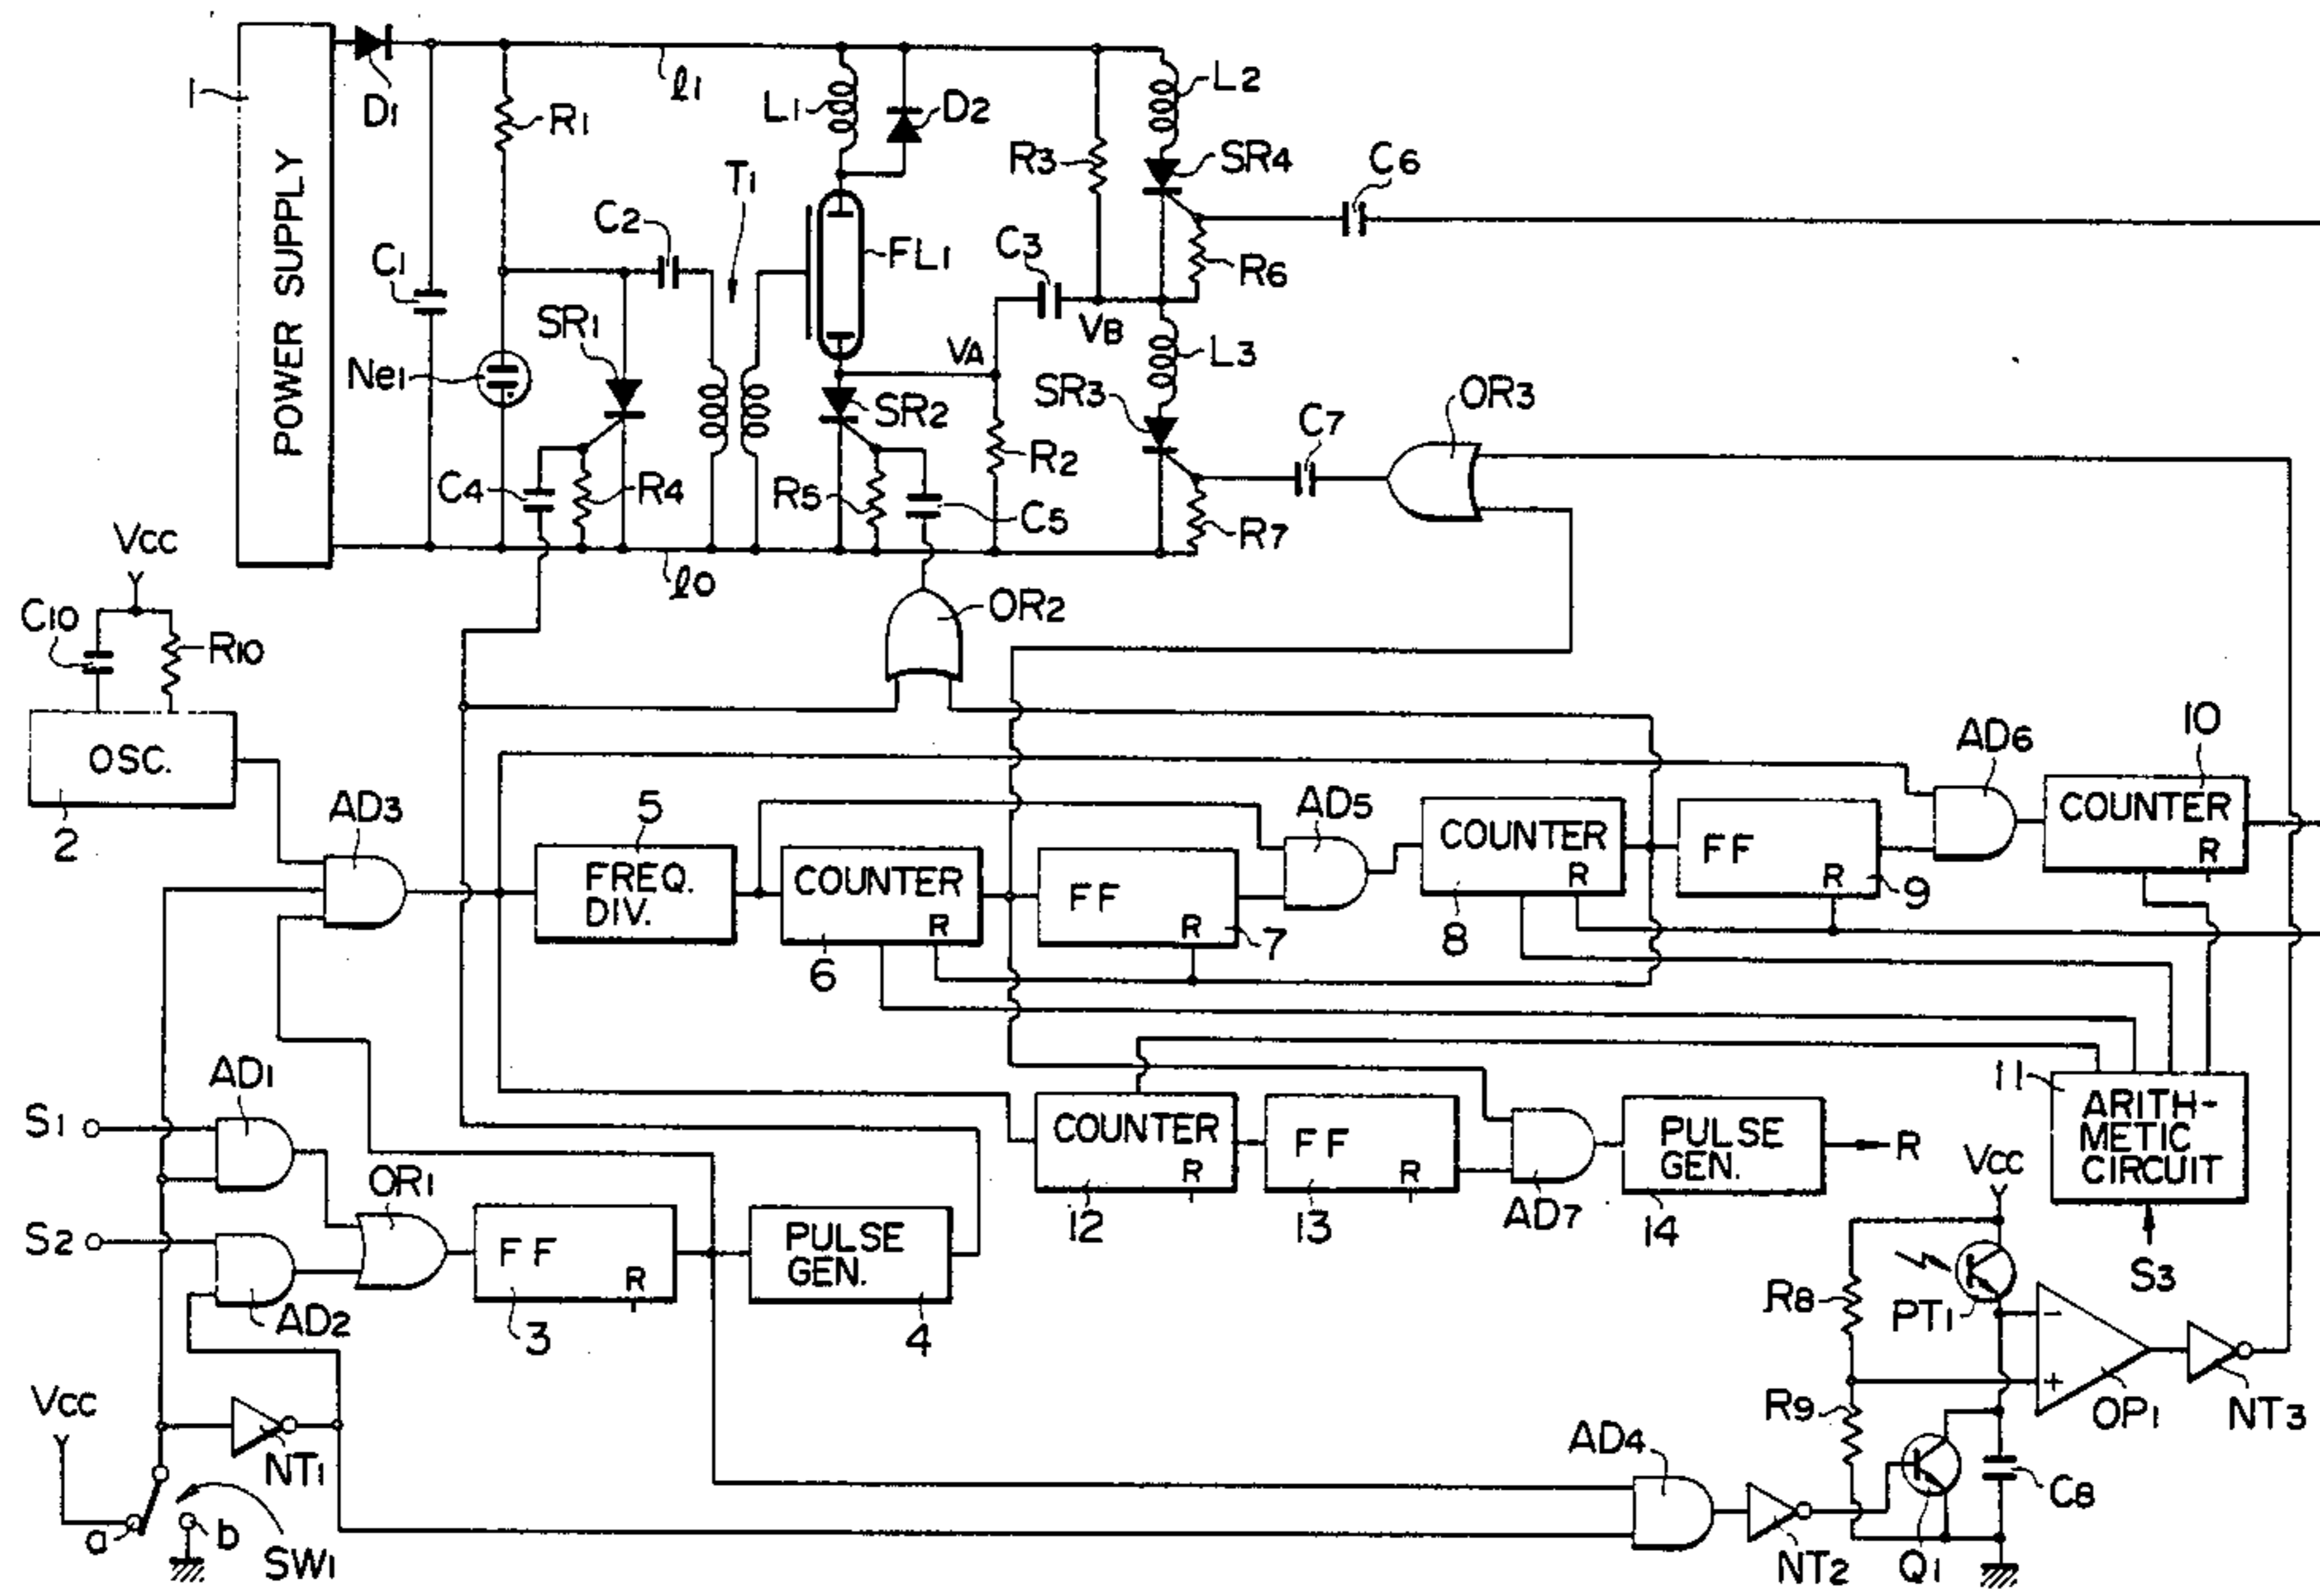 1
POWER SUPPLY
D1
l1
R1
L1
D2
L2
R3
SR4
C6
T1
C2
C1
FL1
C3
R6
SR1
VB
VA
L3
Ne1
SR2
SR3
C7
OR3
R2
C4
R4
R5
C5
R7
VCC
l0
OR2
C10
R10
OSC.
2
AD3
5
FREQ.
DIV.
COUNTER
R
6
FF
R
7
AD5
COUNTER
R
8
FF
R
9
AD6
10
COUNTER
R
AD1
S1
S2
OR1
AD2
FF
R
3
PULSE
GEN.
4
COUNTER
R
12
FF
R
13
AD7
PULSE
GEN.
14
R
11
ARITH-
METIC
CIRCUIT
S3
VCC
R8
PT1
-
+
OP1
NT3
R9
VCC
NT1
a
b
SW1
AD4
NT2
Q1
C8